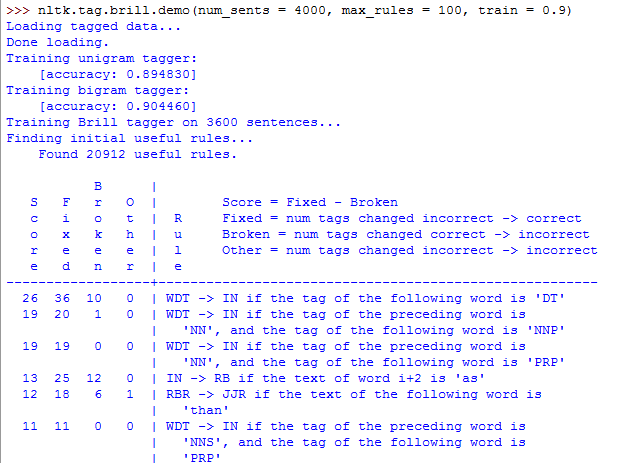 >>> nltk.tag.brill.demo(num_sents = 4000, max_rules = 100, train = 0.9)
Loading tagged data...
Done loading.
Training unigram tagger:
    [accuracy: 0.894830]
Training bigram tagger:
    [accuracy: 0.904460]
Training Brill tagger on 3600 sentences...
Finding initial useful rules...
    Found 20912 useful rules.

           B      |
   S   F   r   O  |        Score = Fixed - Broken
   c   i   o   t  |  R     Fixed = num tags changed incorrect -> correct
   o   x   k   h  |  u     Broken = num tags changed correct -> incorrect
   r   e   e   e  |  l     Other = num tags changed incorrect -> incorrect
   e   d   n   r  |  e
------------------+-------------------------------------------------------
  26  36  10   0  | WDT -> IN if the tag of the following word is 'DT'
  19  20   1   0  | WDT -> IN if the tag of the preceding word is
                  |   'NN', and the tag of the following word is 'NNP'
  19  19   0   0  | WDT -> IN if the tag of the preceding word is
                  |   'NN', and the tag of the following word is 'PRP'
  13  25  12   0  | IN -> RB if the text of word i+2 is 'as'
  12  18   6   1  | RBR -> JJR if the text of the following word is
                  |   'than'
  11  11   0   0  | WDT -> IN if the tag of the preceding word is
                  |   'NNS', and the tag of the following word is
                  |   'PRP'